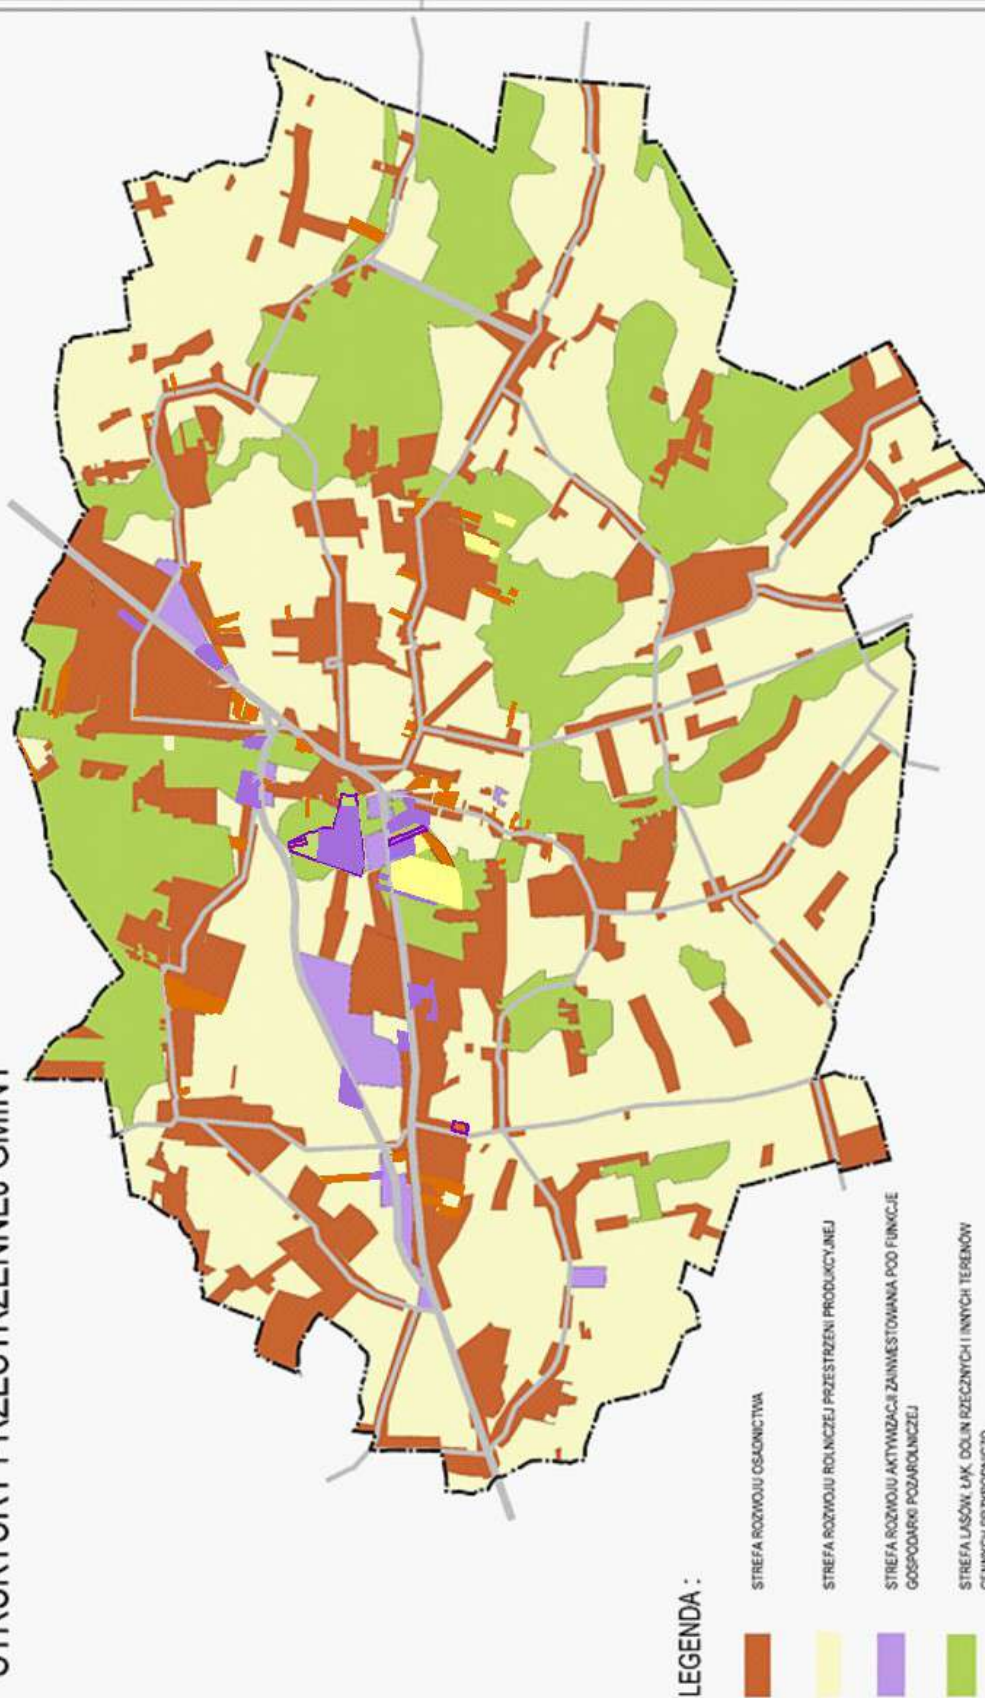 STRUKTURY PRZESTRZENNEJ GMINY
LEGENDA :
STREFA ROZWOJU OSADNICTWA
STREFA ROZWOJU ROLNICZEJ PRZESTRZENI PRODUKCYJNEJ
STREFA ROZWOJU AKTYWIZACJI ZAINWESTOWANIA POD FUNKCJE
GOSPODARKI POZAROLNICZEJ
STREFA LASÓW, ŁĄK, DOLIN RZECZNYCH I INNYCH TERENÓW